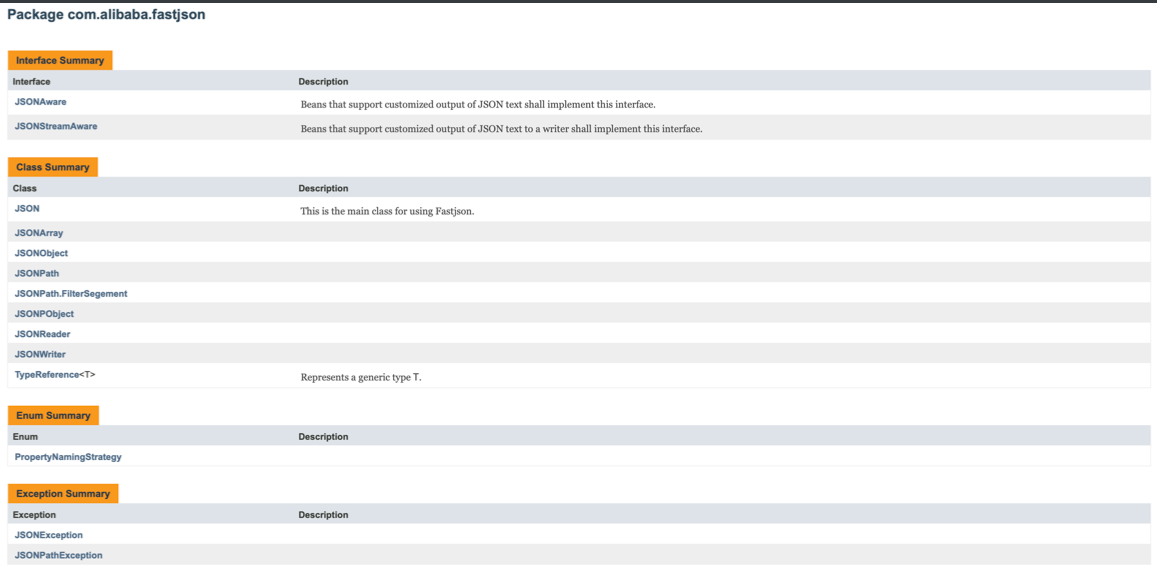 Package com.alibaba.fastjson
Interface Summary
Interface Description
JSONAware Beans that support customized output of JSON text shall implement this interface.
JSONStreamAware Beans that support customized output of JSON text to a writer shall implement this interface.
Class Summary
Class Description
JSON This is the main class for using Fastjson.
JSONArray
JSONObject
JSONPath
JSONPath.FilterSegement
JSONPObject
JSONReader
JSONWriter
TypeReference<T> Represents a generic type T.
Enum Summary
Enum Description
PropertyNamingStrategy
Exception Summary
Exception Description
JSONException
JSONPathException